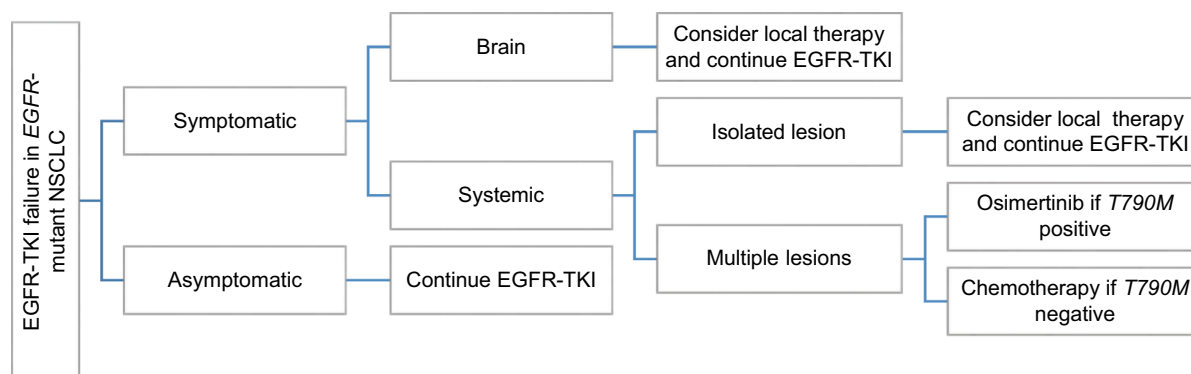 EGFR-TKI failure in EGFR-
mutant NSCLC
Symptomatic
Asymptomatic
Brain
Systemic
Continue EGFR-TKI
Consider local therapy
and continue EGFR-TKI
Isolated lesion
Multiple lesions
Consider local therapy
and continue EGFR-TKI
Osimertinib if T790M
positive
Chemotherapy if T790M
negative